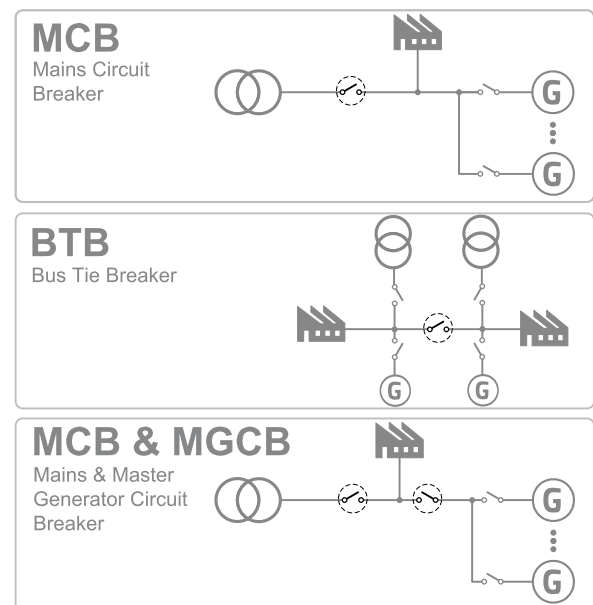 MCB
Mains Circuit
Breaker
G
G
BTB
Bus Tie Breaker
G
G
MCB & MGCB
Mains & Master
Generator Circuit
Breaker
G
G